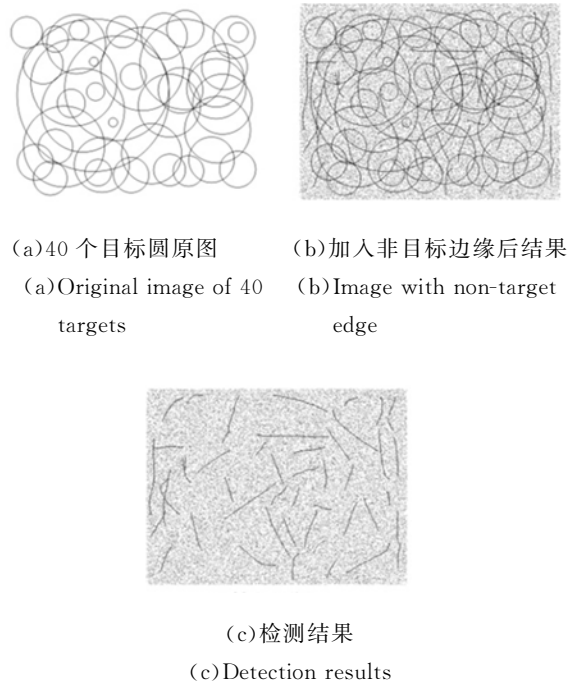 (a)40 个目标圆原图
(a)Original image of 40
targets
(b)加入非目标边缘后结果
(b)Image with non-target
edge
(c)检测结果
(c)Detection results